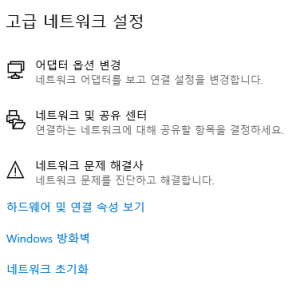 고급 네트워크 설정
어댑터 옵션 변경
네트워크 어댑터를 보고 연결 설정을 변경합니다.
네트워크 및 공유 센터
연결하는 네트워크에 대해 공유할 항목을 결정하세요.
네트워크 문제 해결사
네트워크 문제를 진단하고 해결합니다.
하드웨어 및 연결 속성 보기
Windows 방화벽
네트워크 초기화